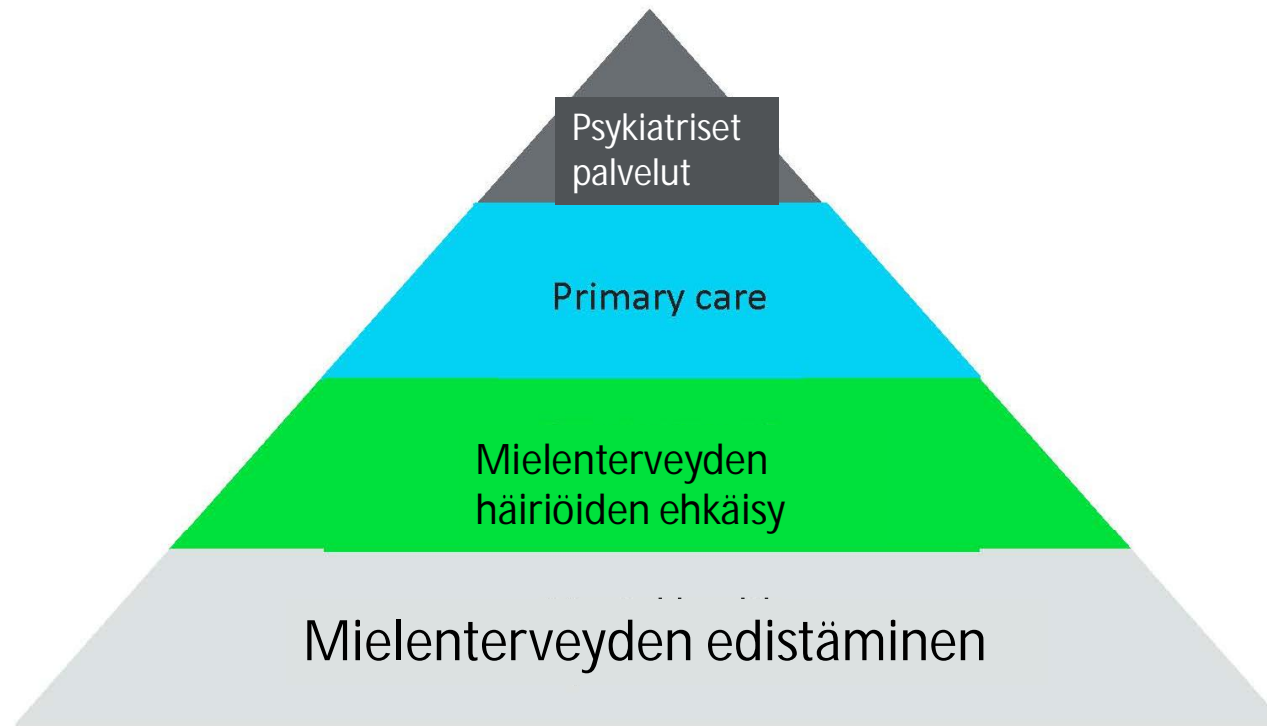 Psykiatriset
palvelut
Primary care
Mielenterveyden
häiriöiden ehkäisy
Mielenterveyden edistäminen